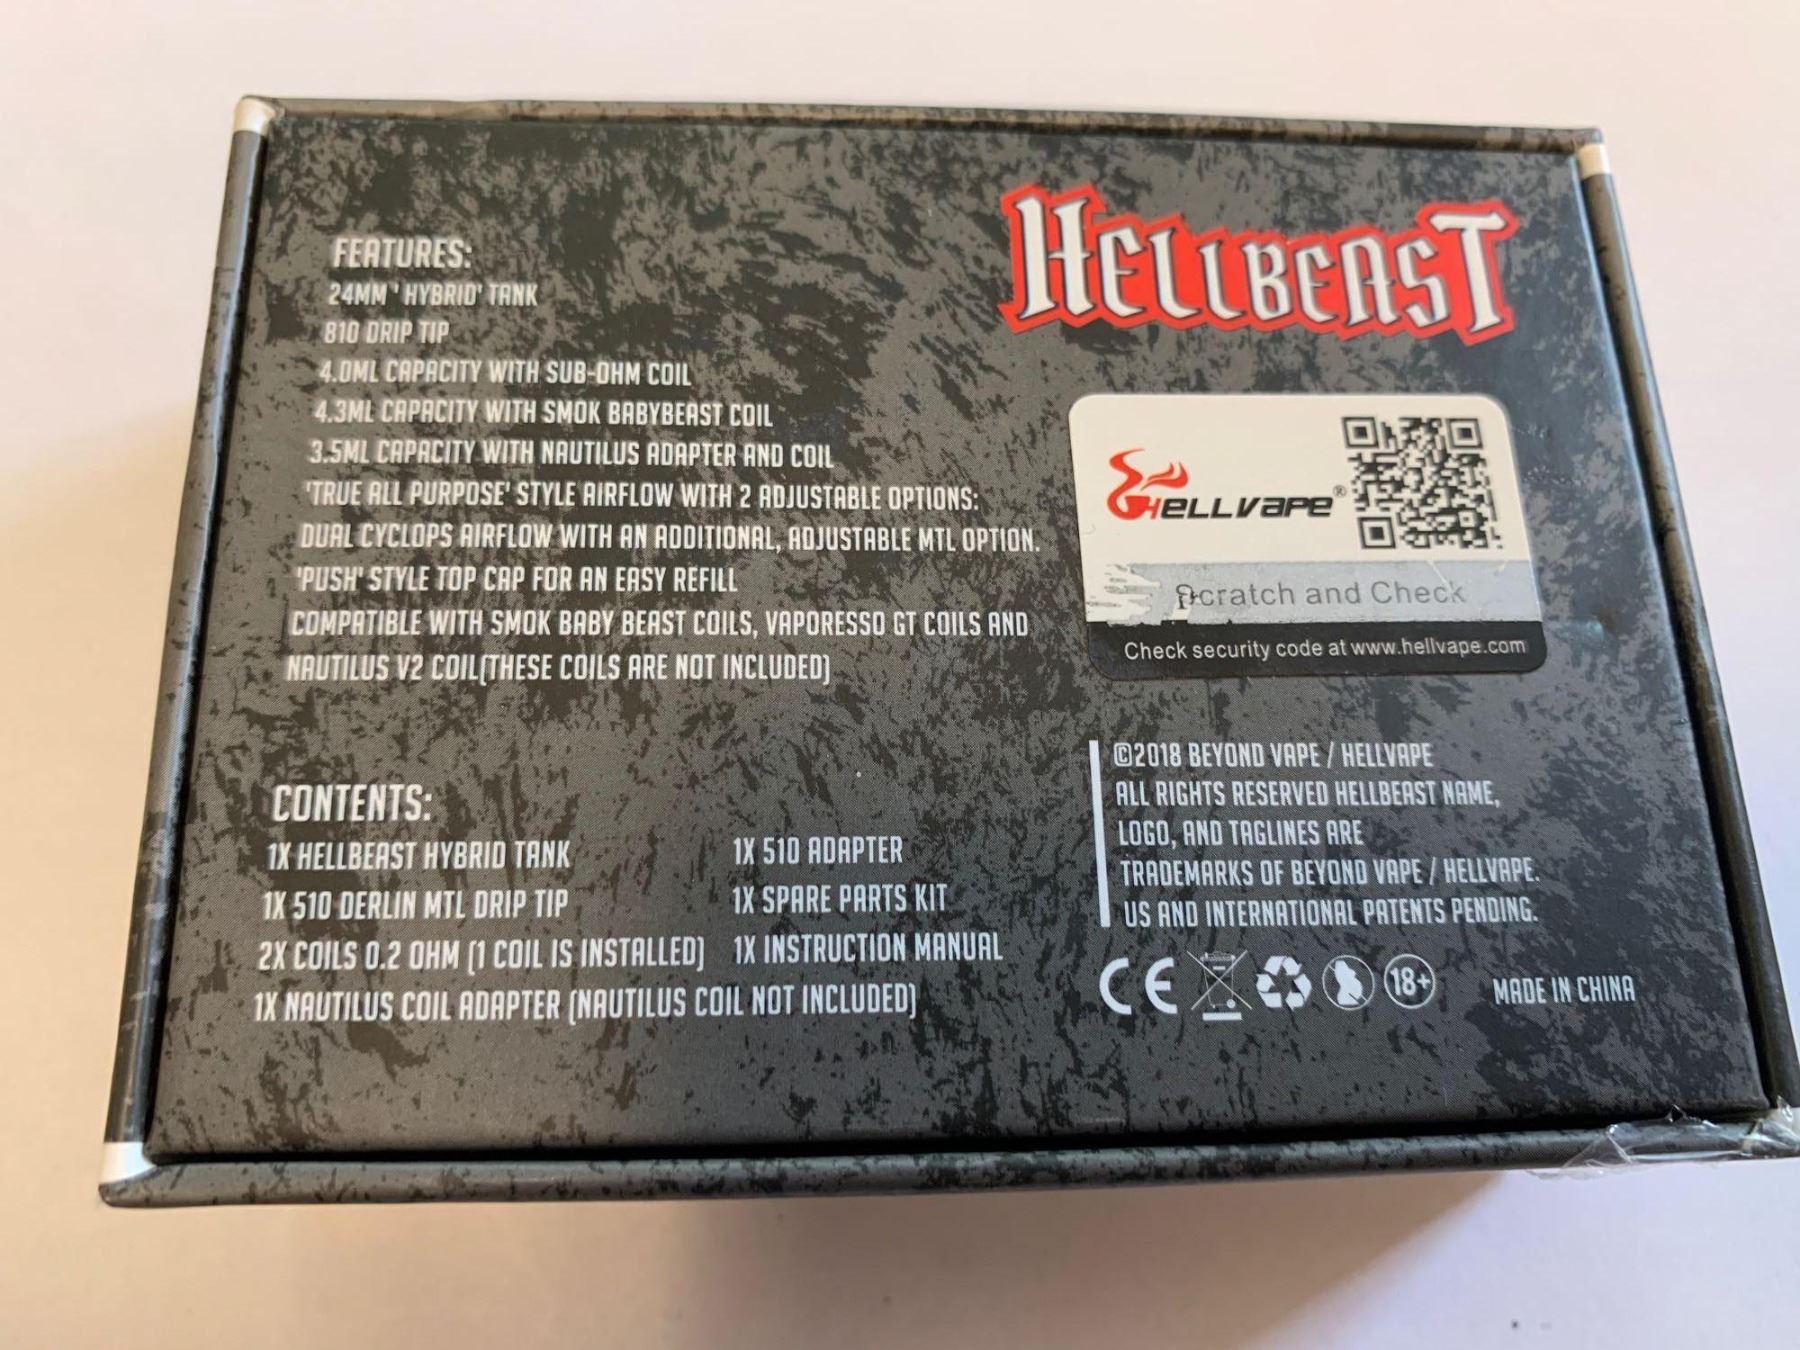 HELLBEAST
FEATURES:
24MM ' HYBRID' TANK
810 DRIP TIP
4.0ML CAPACITY WITH SUB-OHM COIL
4.3ML CAPACITY WITH SMOK BABYBEAST COIL
3.5ML CAPACITY WITH NAUTILUS ADAPTER AND COIL
'TRUE ALL PURPOSE' STYLE AIRFLOW WITH 2 ADJUSTABLE OPTIONS:
DUAL CYCLOPS AIRFLOW WITH AN ADDITIONAL, ADJUSTABLE MTL OPTION.
'PUSH' STYLE TOP CAP FOR AN EASY REFILL
COMPATIBLE WITH SMOK BABY BEAST COILS, VAPORESSO GT COILS AND
NAUTILUS V2 COIL(THESE COILS ARE NOT INCLUDED)
HELLVAPE®
Scratch and Check
Check security code at www.hellvape.com
CONTENTS:
1X HELLBEAST HYBRID TANK
1X 510 DERLIN MTL DRIP TIP
2X COILS 0.2 OHM (1 COIL IS INSTALLED)
1X NAUTILUS COIL ADAPTER (NAUTILUS COIL NOT INCLUDED)
1X 510 ADAPTER
1X SPARE PARTS KIT
1X INSTRUCTION MANUAL
©2018 BEYOND VAPE / HELLVAPE
ALL RIGHTS RESERVED HELLBEAST NAME,
LOGO, AND TAGLINES ARE
TRADEMARKS OF BEYOND VAPE / HELLVAPE.
US AND INTERNATIONAL PATENTS PENDING.
CE 18+ MADE IN CHINA